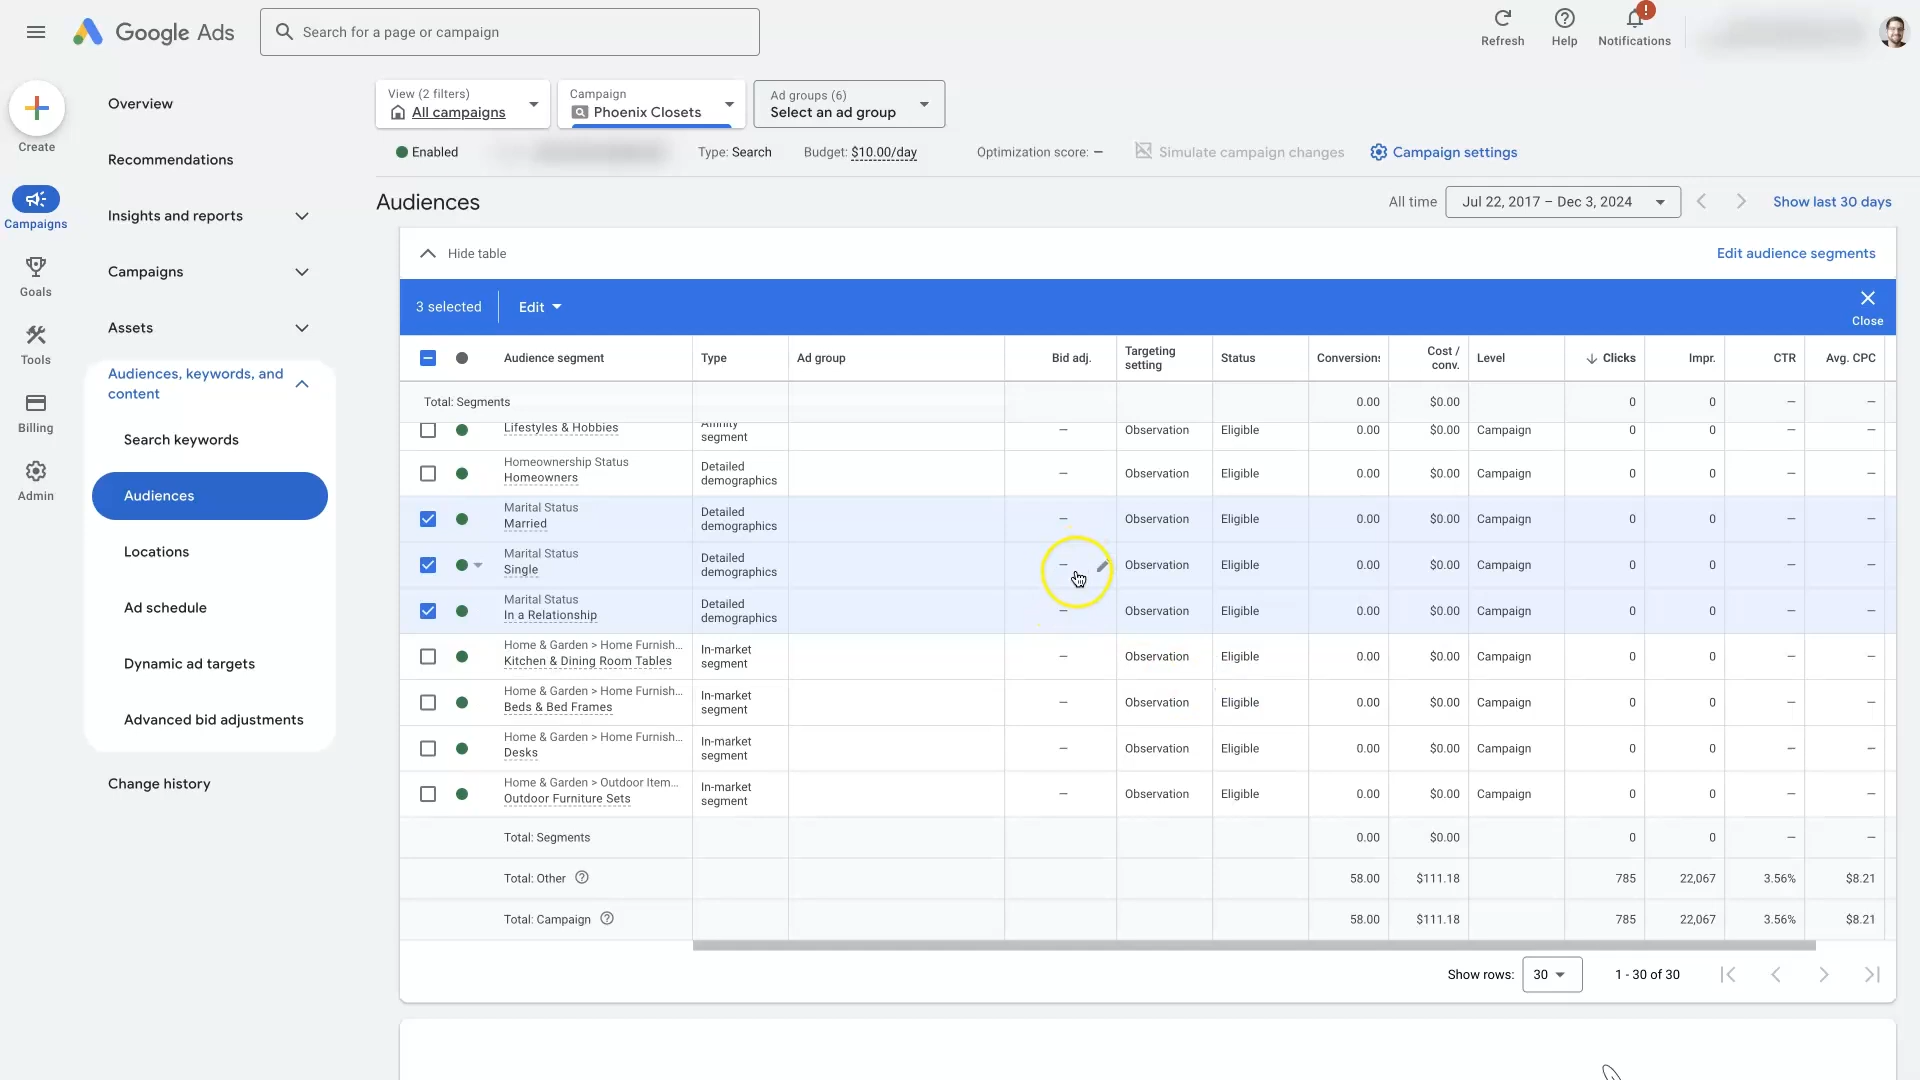 Google Ads
Search for a page or campaign
Refresh
Help
!
Notifications
Create
Campaigns
Goals
Tools
Billing
Admin
Overview
Recommendations
Insights and reports
Campaigns
Assets
Audiences, keywords, and
content
Search keywords
Audiences
Locations
Ad schedule
Dynamic ad targets
Advanced bid adjustments
Change history
View (2 filters)
All campaigns
Campaign
Phoenix Closets
Ad groups (6)
Select an ad group
Enabled
Type: Search
Budget: $10.00/day
Optimization score: –
Simulate campaign changes
Campaign settings
Audiences
All time
Jul 22, 2017 – Dec 3, 2024
Show last 30 days
Hide table
Edit audience segments
3 selected
Edit
Close
Audience segment Type Ad group Bid adj. Targeting setting Status Conversions Cost / conv. Level Clicks Impr. CTR Avg. CPC
Total: Segments 0.00 $0.00 0 0 – –
Lifestyles & Hobbies Affinity segment – Observation Eligible 0.00 $0.00 Campaign 0 0 – –
Homeownership Status
Homeowners Detailed demographics – Observation Eligible 0.00 $0.00 Campaign 0 0 – –
Marital Status
Married Detailed demographics – Observation Eligible 0.00 $0.00 Campaign 0 0 – –
Marital Status
Single Detailed demographics – Observation Eligible 0.00 $0.00 Campaign 0 0 – –
Marital Status
In a Relationship Detailed demographics – Observation Eligible 0.00 $0.00 Campaign 0 0 – –
Home & Garden > Home Furnish...
Kitchen & Dining Room Tables In-market segment – Observation Eligible 0.00 $0.00 Campaign 0 0 – –
Home & Garden > Home Furnish...
Beds & Bed Frames In-market segment – Observation Eligible 0.00 $0.00 Campaign 0 0 – –
Home & Garden > Home Furnish...
Desks In-market segment – Observation Eligible 0.00 $0.00 Campaign 0 0 – –
Home & Garden > Outdoor Item...
Outdoor Furniture Sets In-market segment – Observation Eligible 0.00 $0.00 Campaign 0 0 – –
Total: Segments 0.00 $0.00 0 0 – –
Total: Other 58.00 $111.18 785 22,067 3.56% $8.21
Total: Campaign 58.00 $111.18 785 22,067 3.56% $8.21
Show rows: 30 1 - 30 of 30